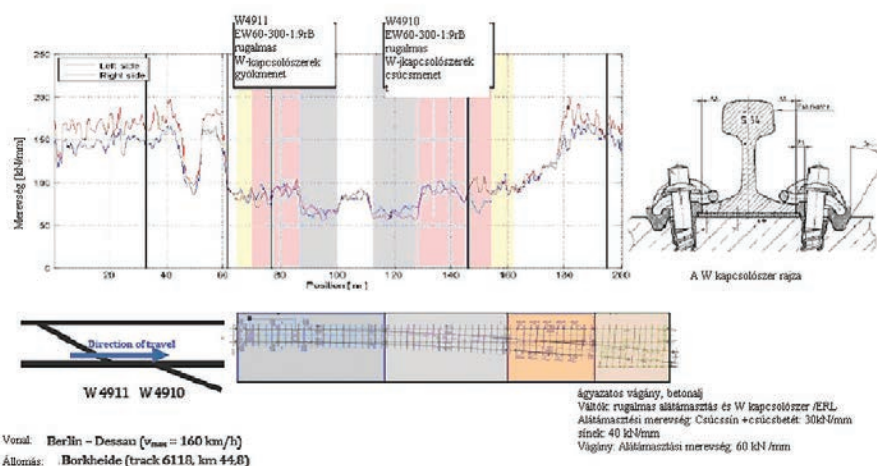 W4911
EW60-300-1:9rB
rugalmas
W-kapcsolószerek
gyökmenet
W4910
EW60-300-1:9rB
rugalmas
W-jkapcsolószerek
csúcsmenet
t
Left side
Right side
Merevség [kN/mm]
250
200
150
100
50
0
0
20
40
60
80
100
120
140
160
180
200
Position [m]
S 54
A W kapcsolószer rajza
Direction of travel
W 4911 W 4910
ágyazatos vágány, betonalj
Váltók: rugalmas alátámasztás és W kapcsolószer /ERL
Alátámasztási merevség: Csúcssín +csúcsbetét: 30kN/mm
sínek: 40 kN/mm
Vágány: Alátámasztási merevség: 60 kN /mm
Vonal: Berlin – Dessau (vmax = 160 km/h)
Állomás: Borkheide (track 6118, km 44,8)